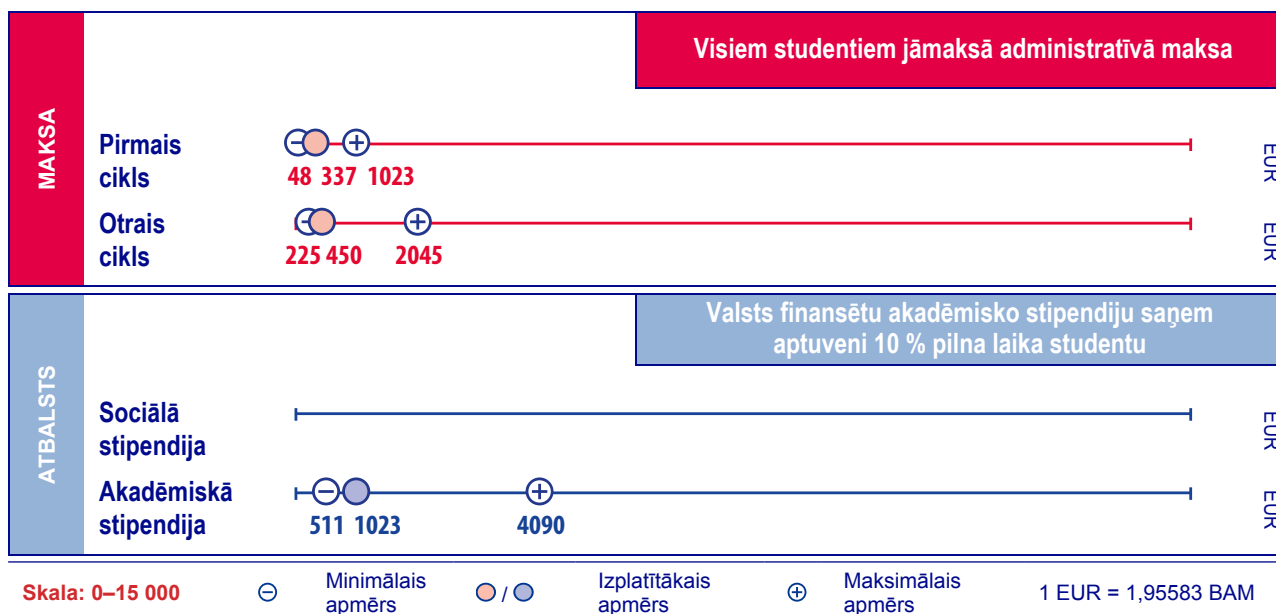 Visiem studentiem jāmaksā administratīvā maksa
MAKSA
Pirmais
cikls
48 337 1023
EUR
Otrais
cikls
225 450 2045
EUR
Valsts finansētu akadēmisko stipendiju saņem
aptuveni 10 % pilna laika studentu
ATBALSTS
Sociālā
stipendija
EUR
Akadēmiskā
stipendija
511 1023 4090
EUR
Skala: 0–15 000
Minimālais
apmērs
/
Izplatītākais
apmērs
Maksimālais
apmērs
1 EUR = 1,95583 BAM